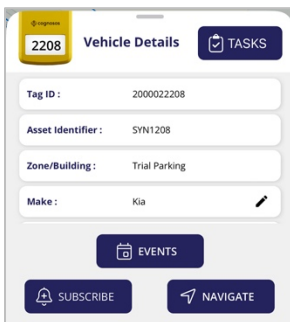 cognosos
2208
Vehicle Details
TASKS
Tag ID : 2000022208
Asset Identifier : SYN1208
Zone/Building : Trial Parking
Make : Kia
EVENTS
SUBSCRIBE
NAVIGATE